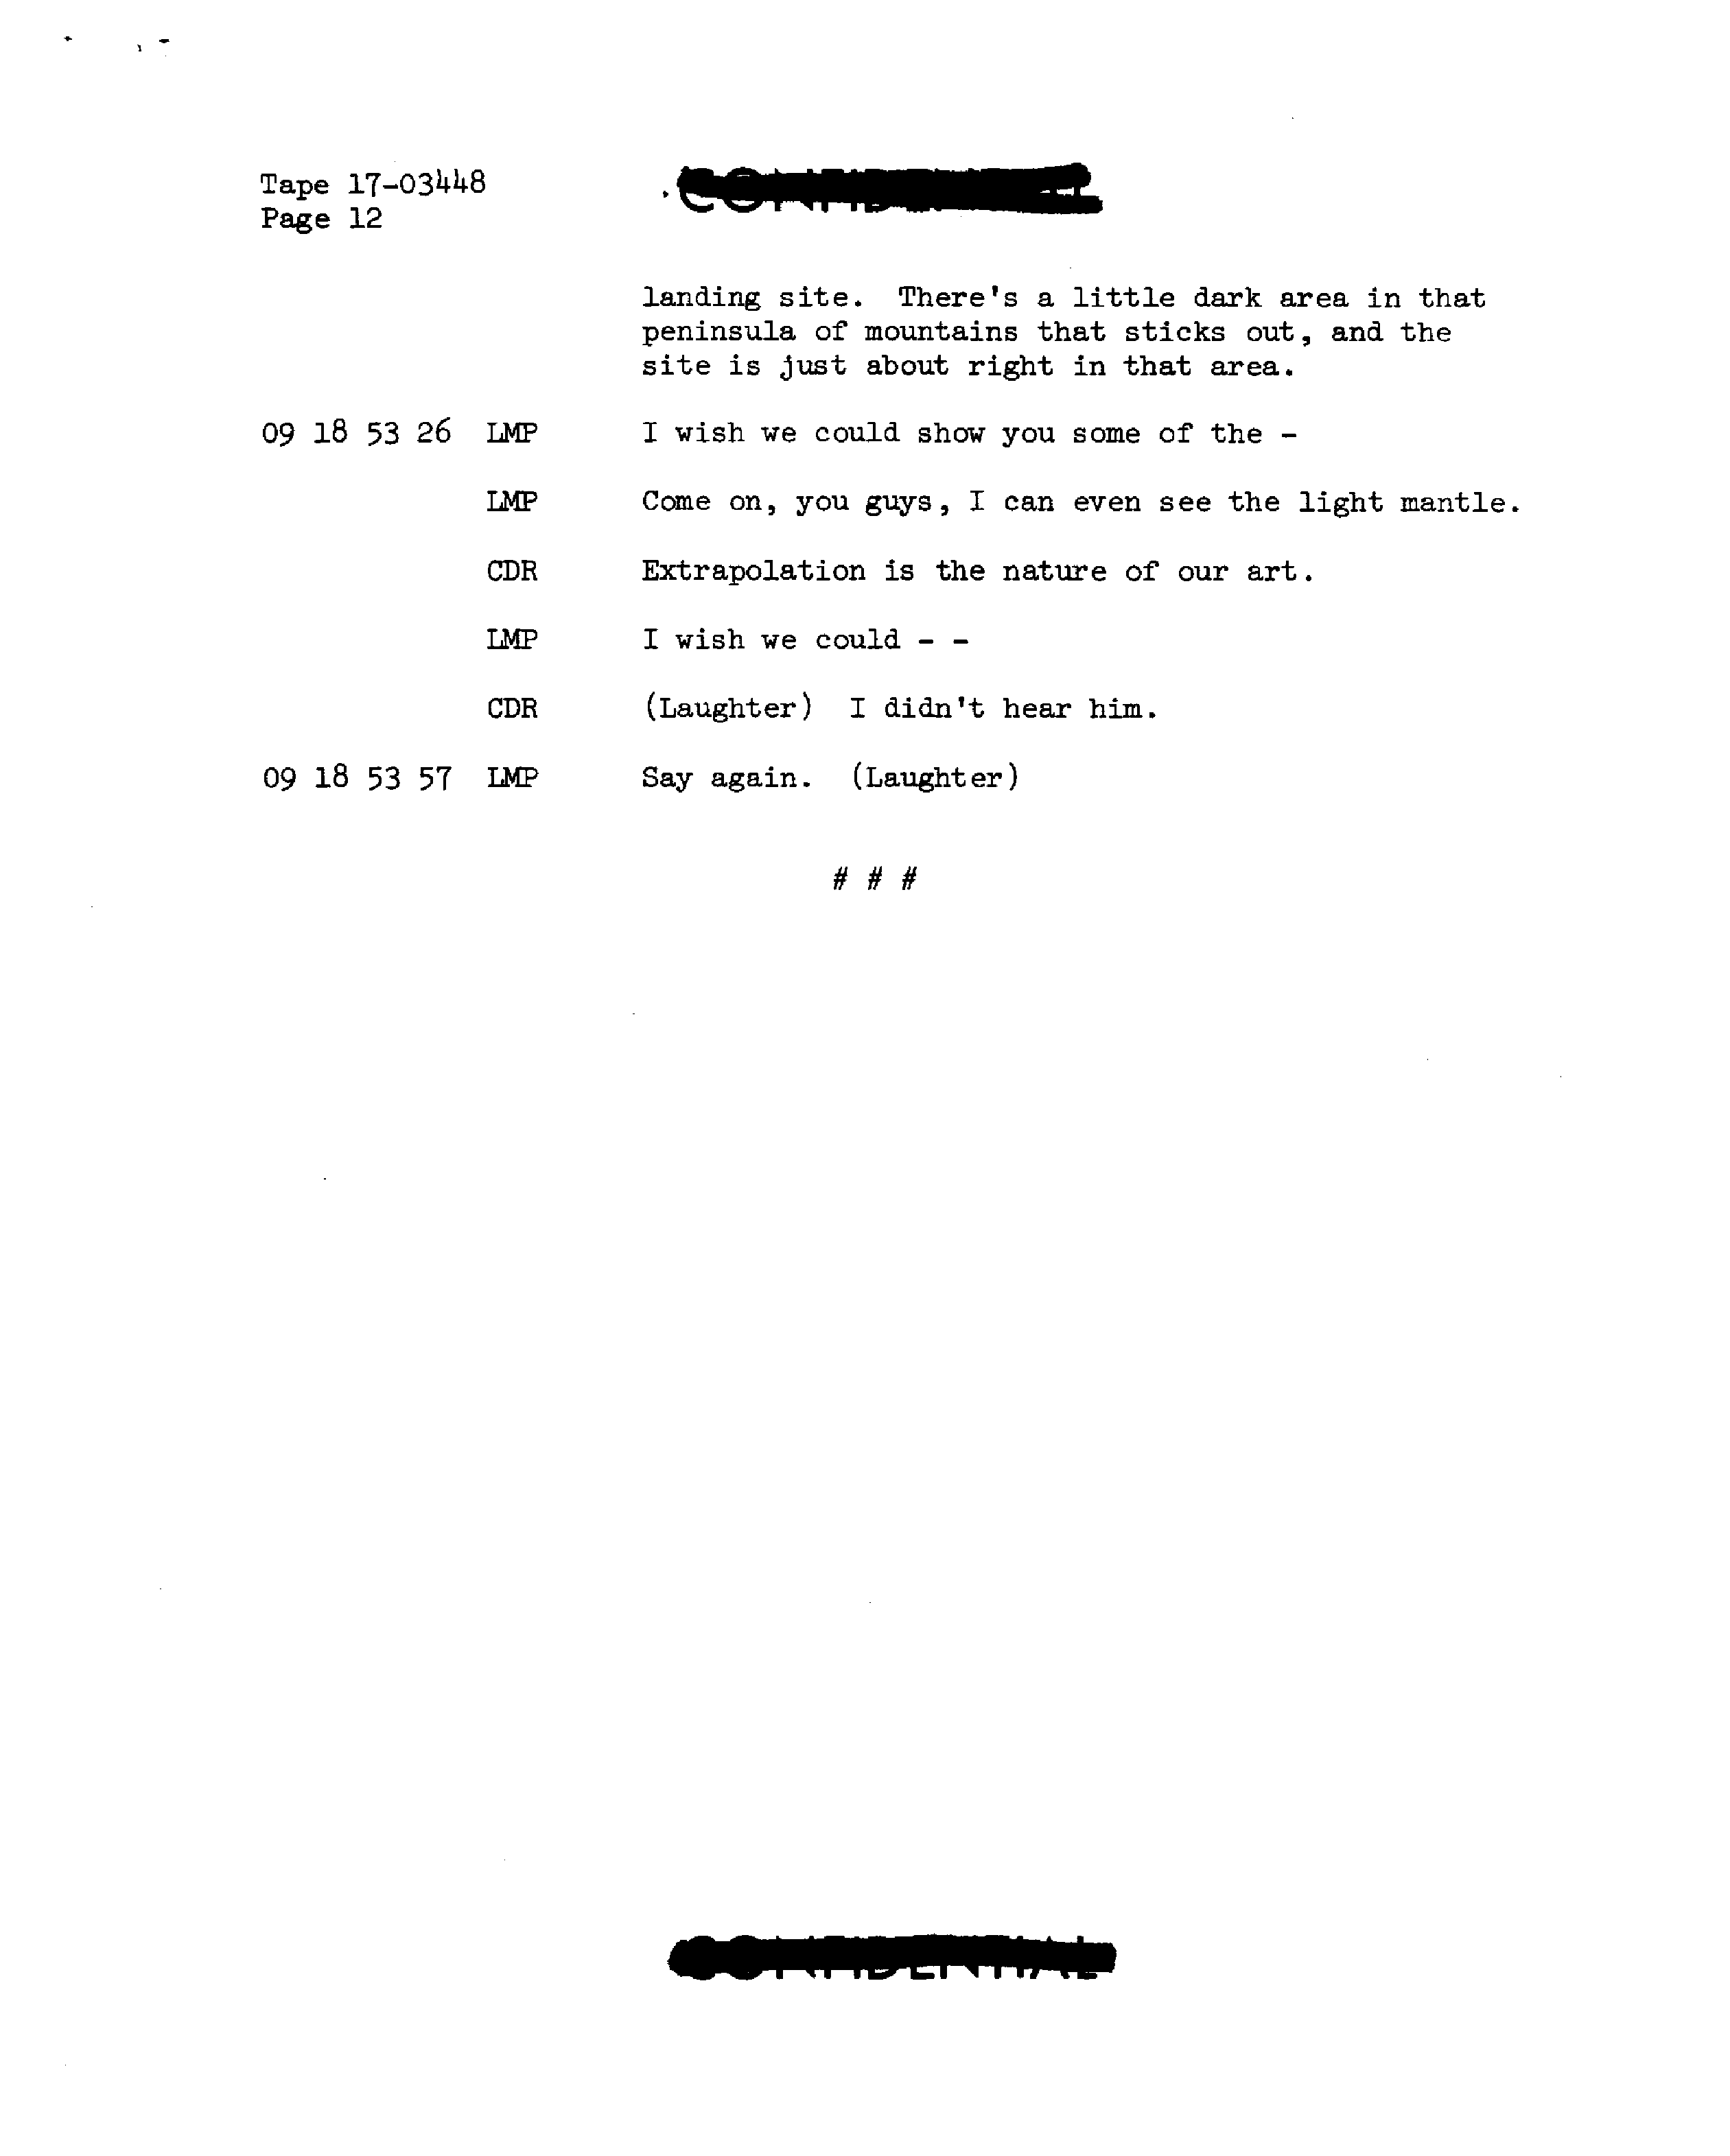 Tape 17-03448
Page 12
CONFIDENTIAL
landing site. There's a little dark area in that
peninsula of mountains that sticks out, and the
site is just about right in that area.
09 18 53 26 LMP I wish we could show you some of the -
LMP Come on, you guys, I can even see the light mantle.
CDR Extrapolation is the nature of our art.
LMP I wish we could - -
CDR (Laughter) I didn't hear him.
09 18 53 57 LMP Say again. (Laughter)
# # #
CONFIDENTIAL